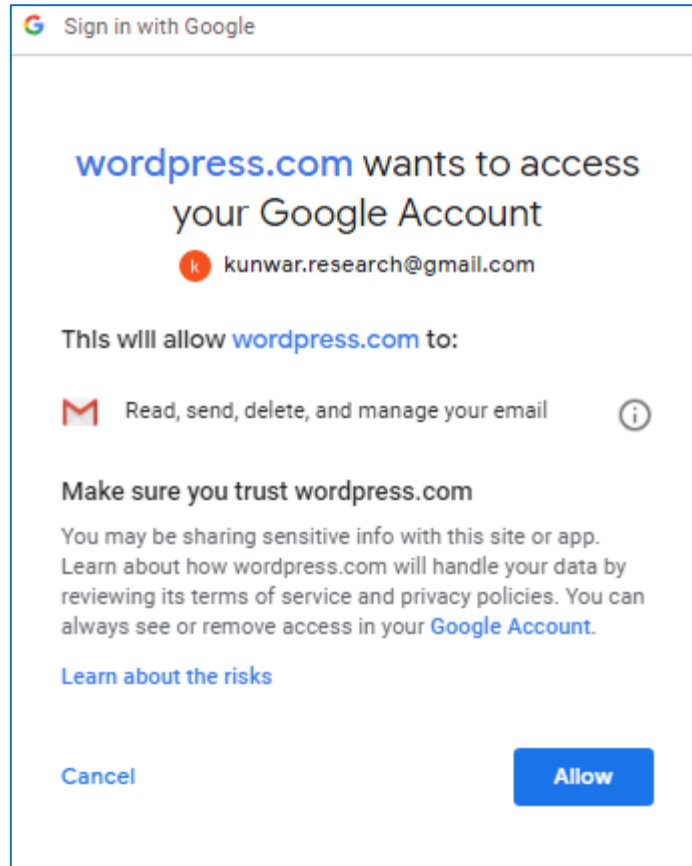 Sign in with Google
wordpress.com wants to access
your Google Account
k kunwar.research@gmail.com
This will allow wordpress.com to:
Read, send, delete, and manage your email
Make sure you trust wordpress.com
You may be sharing sensitive info with this site or app.
Learn about how wordpress.com will handle your data by
reviewing its terms of service and privacy policies. You can
always see or remove access in your Google Account.
Learn about the risks
Cancel
Allow